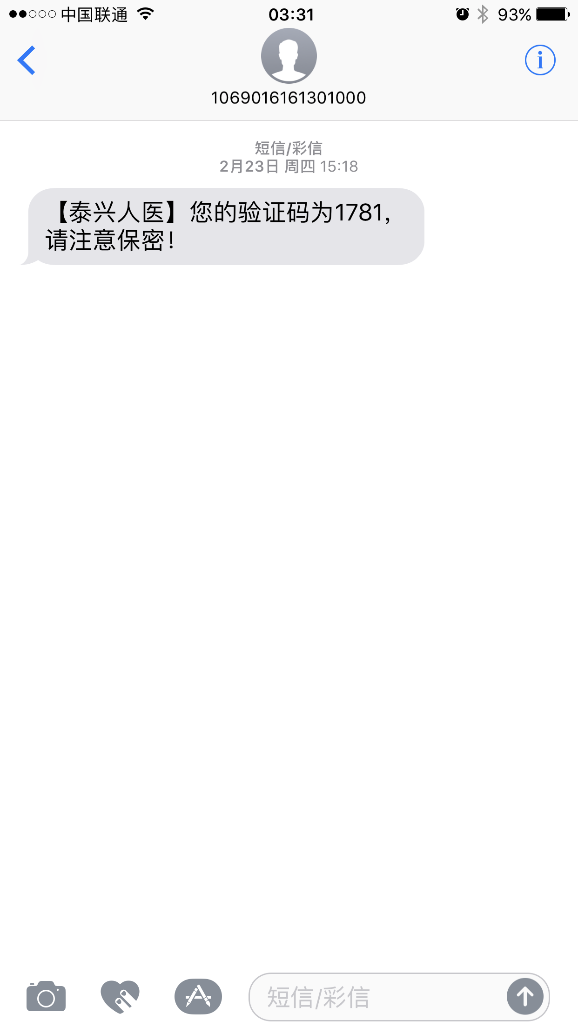 中国联通 03:31 93%
1069016161301000
短信/彩信
2月23日 周四 15:18
【泰兴人医】您的验证码为1781,
请注意保密!
短信/彩信